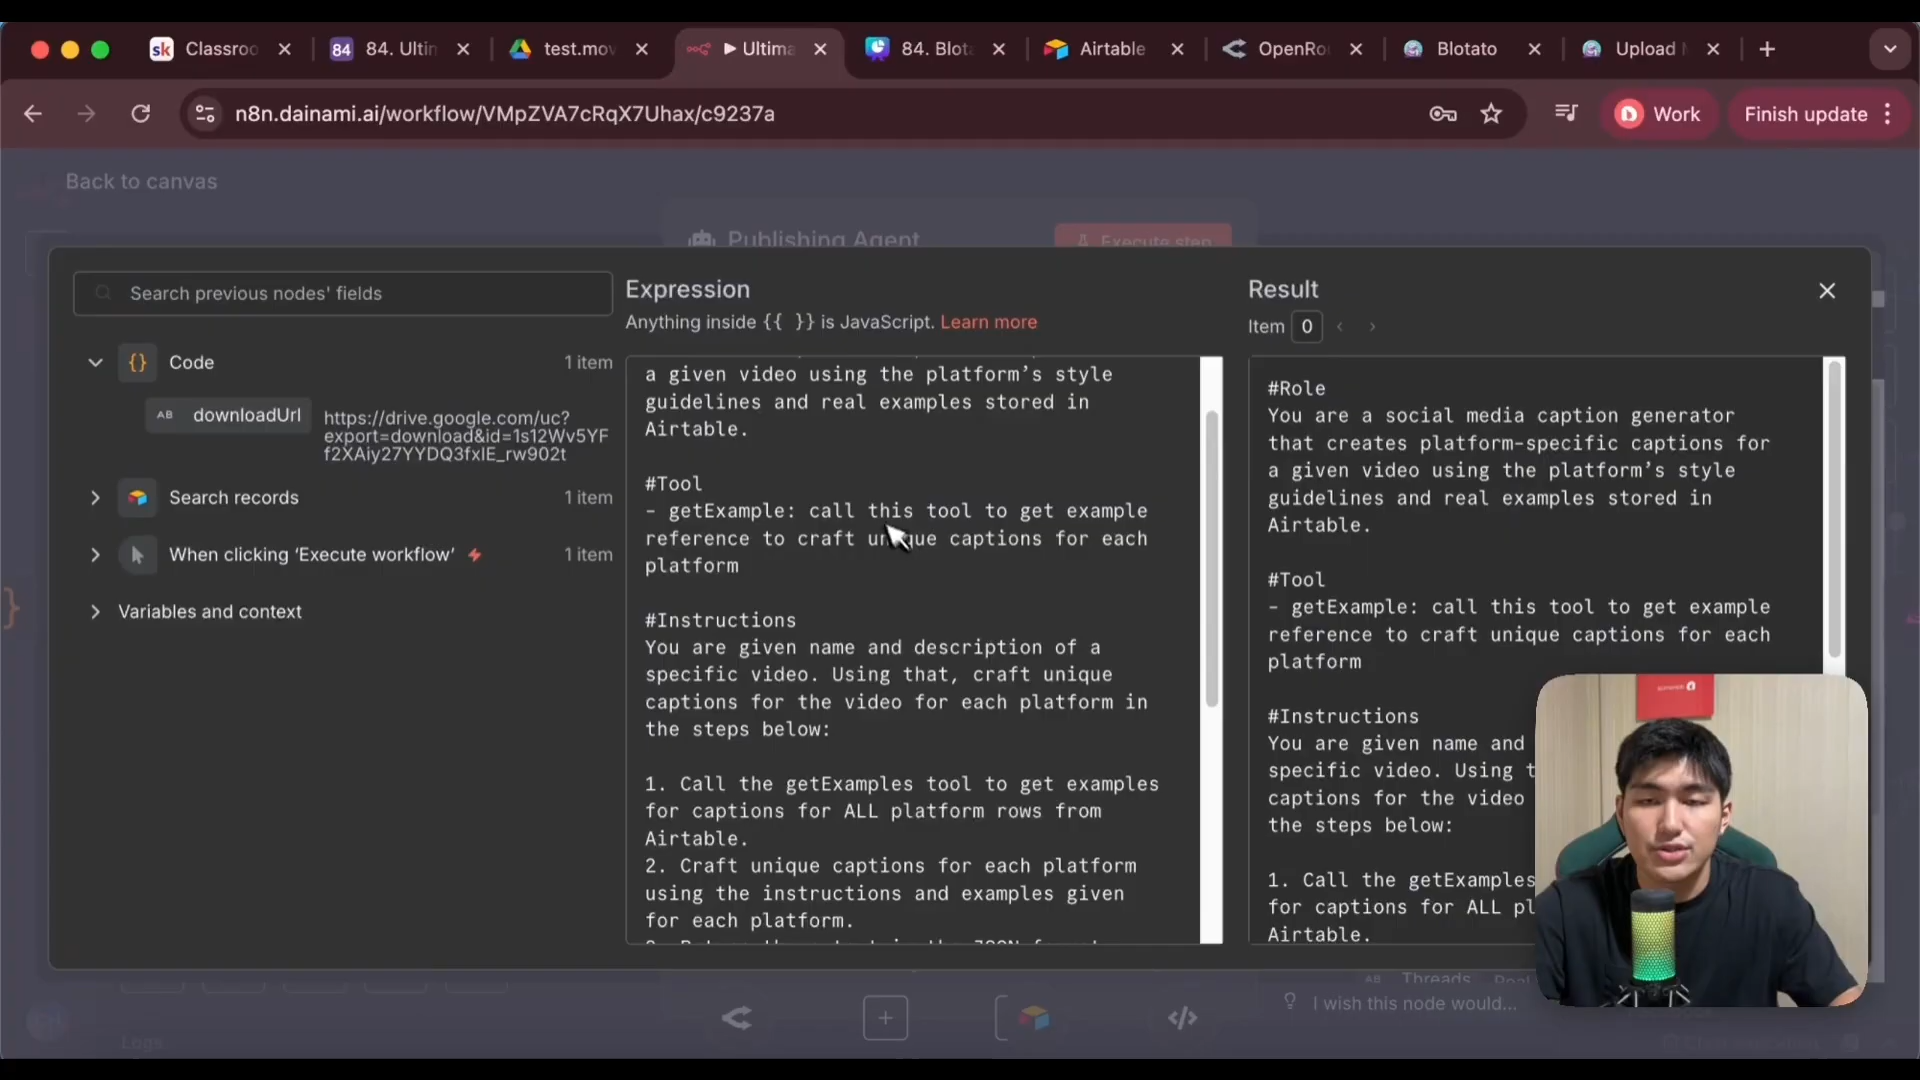 sk Classroo
84 84. Ultin
test.mov
Ultima
84. Blota
Airtable
OpenRo
Blotato
Upload
n8n.dainami.ai/workflow/VMpZVA7cRqX7Uhax/c9237a
Work
Finish update
Back to canvas
Publishing Agent
Execute step
Search previous nodes' fields
Code
1 item
AB downloadUrl
https://drive.google.com/uc?
export=download&id=1s12Wv5YF
f2XAiy27YYDQ3fxIE_rw902t
Search records
1 item
When clicking ‘Execute workflow’
1 item
Variables and context
Expression
Anything inside {{ }} is JavaScript. Learn more
a given video using the platform’s style
guidelines and real examples stored in
Airtable.
#Tool
- getExample: call this tool to get example
reference to craft unique captions for each
platform
#Instructions
You are given name and description of a
specific video. Using that, craft unique
captions for the video for each platform in
the steps below:
1. Call the getExamples tool to get examples
for captions for ALL platform rows from
Airtable.
2. Craft unique captions for each platform
using the instructions and examples given
for each platform.
Result
Item 0
#Role
You are a social media caption generator
that creates platform-specific captions for
a given video using the platform’s style
guidelines and real examples stored in
Airtable.
#Tool
- getExample: call this tool to get example
reference to craft unique captions for each
platform
#Instructions
You are given name and
specific video. Using t
captions for the video
the steps below:
1. Call the getExamples
for captions for ALL pl
Airtable.
AB Threads
I wish this node would...
Logs